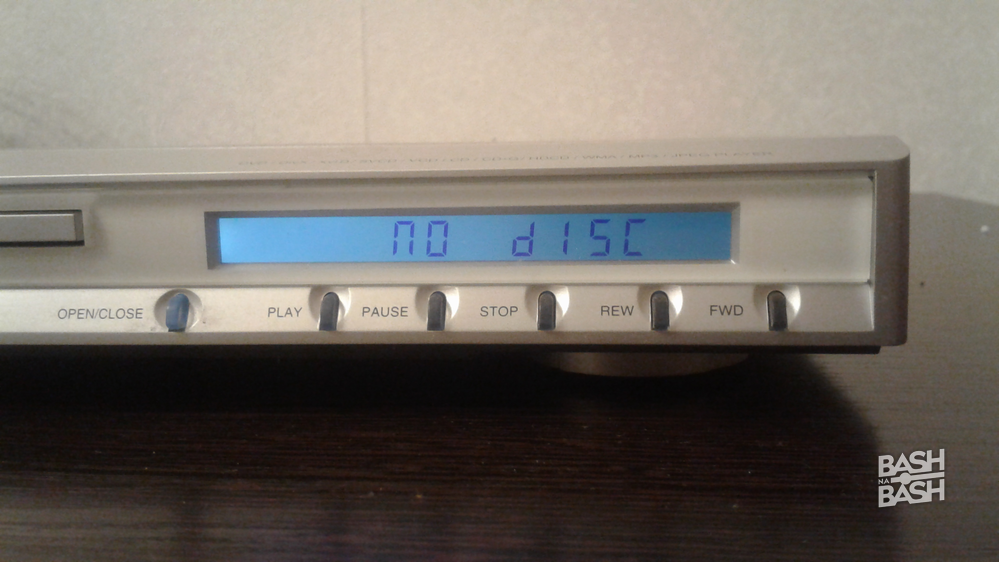 NO dISC
OPEN/CLOSE PLAY PAUSE STOP REW FWD
BASH
NA
BASH